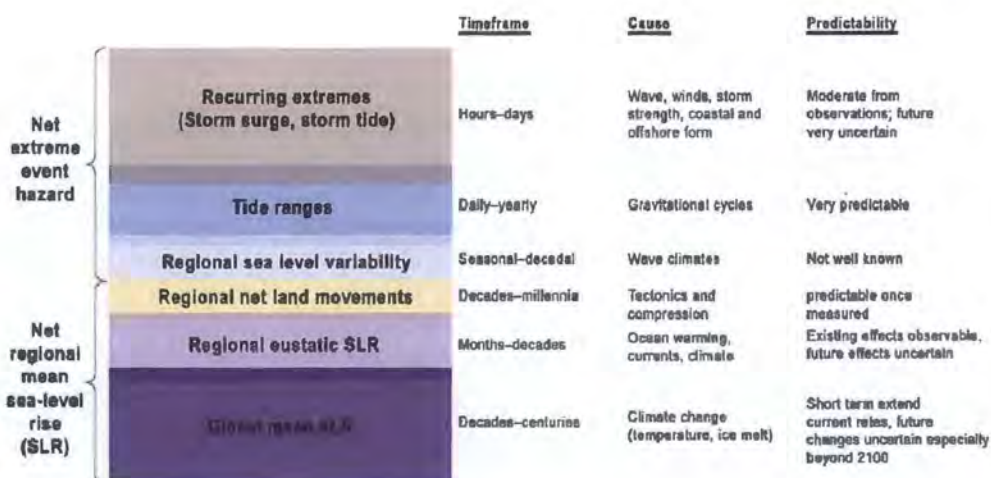 Timeframe Cause Predictability
Net
extreme
event
hazard
Recurring extremes
(Storm surge, storm tide)
Hours–days
Wave, winds, storm
strength, coastal and
offshore form
Moderate from
observations; future
very uncertain
Tide ranges
Daily–yearly
Gravitational cycles
Very predictable
Regional sea level variability
Seasonal–decadal
Wave climates
Not well known
Net
regional
mean
sea-level
rise
(SLR)
Regional net land movements
Decades–millennia
Tectonics and
compression
predictable once
measured
Regional eustatic SLR
Months–decades
Ocean warming,
currents, climate
Existing effects observable,
future effects uncertain
Global mean SLR
Decades–centuries
Climate change
(temperature, ice melt)
Short term extend
current rates, future
changes uncertain especially
beyond 2100